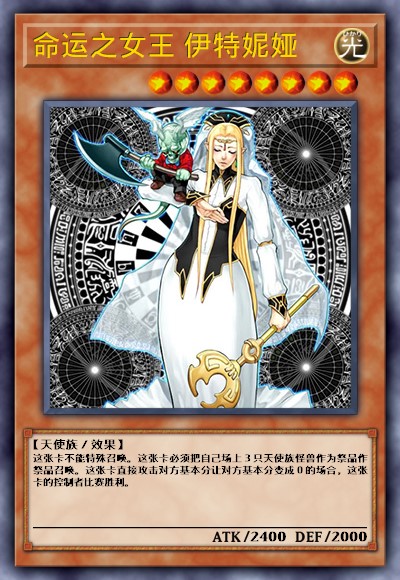 命运之女王 伊特妮娅
光
【天使族／效果】
这张卡不能特殊召唤。这张卡必须把自己场上３只天使族怪兽作为祭品作
祭品召唤。这张卡直接攻击对方基本分让对方基本分变成０的场合，这张
卡的控制者比赛胜利。
ATK/2400 DEF/2000